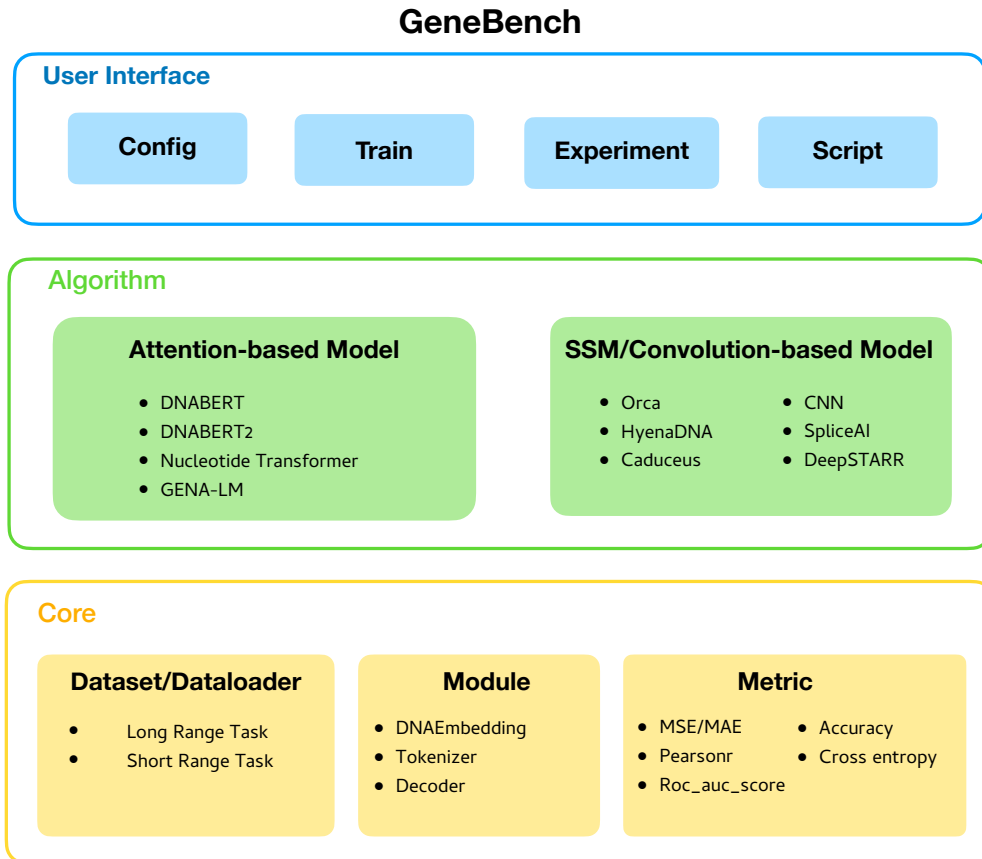 GeneBench
User Interface
Config
Train
Experiment
Script
Algorithm
Attention-based Model
• DNABERT
• DNABERT2
• Nucleotide Transformer
• GENA-LM
SSM/Convolution-based Model
• Orca
• HyenaDNA
• Caduceus
• CNN
• SpliceAI
• DeepSTARR
Core
Dataset/Dataloader
• Long Range Task
• Short Range Task
Module
• DNAEmbedding
• Tokenizer
• Decoder
Metric
• MSE/MAE
• Pearsonr
• Roc_auc_score
• Accuracy
• Cross entropy